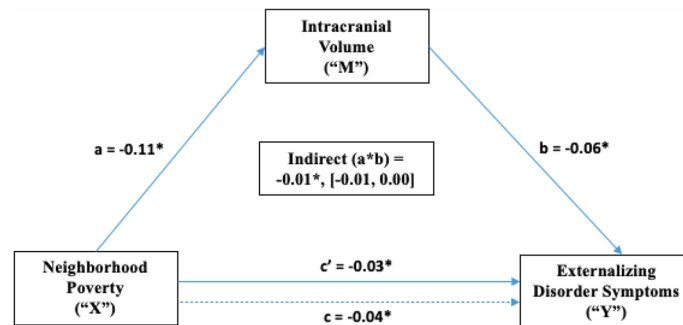 Intracranial
Volume
(“M”)
a = -0.11*
b = -0.06*
Indirect (a*b) =
-0.01*, [-0.01, 0.00]
Neighborhood
Poverty
(“X”)
c’ = -0.03*
c = -0.04*
Externalizing
Disorder Symptoms
(“Y”)